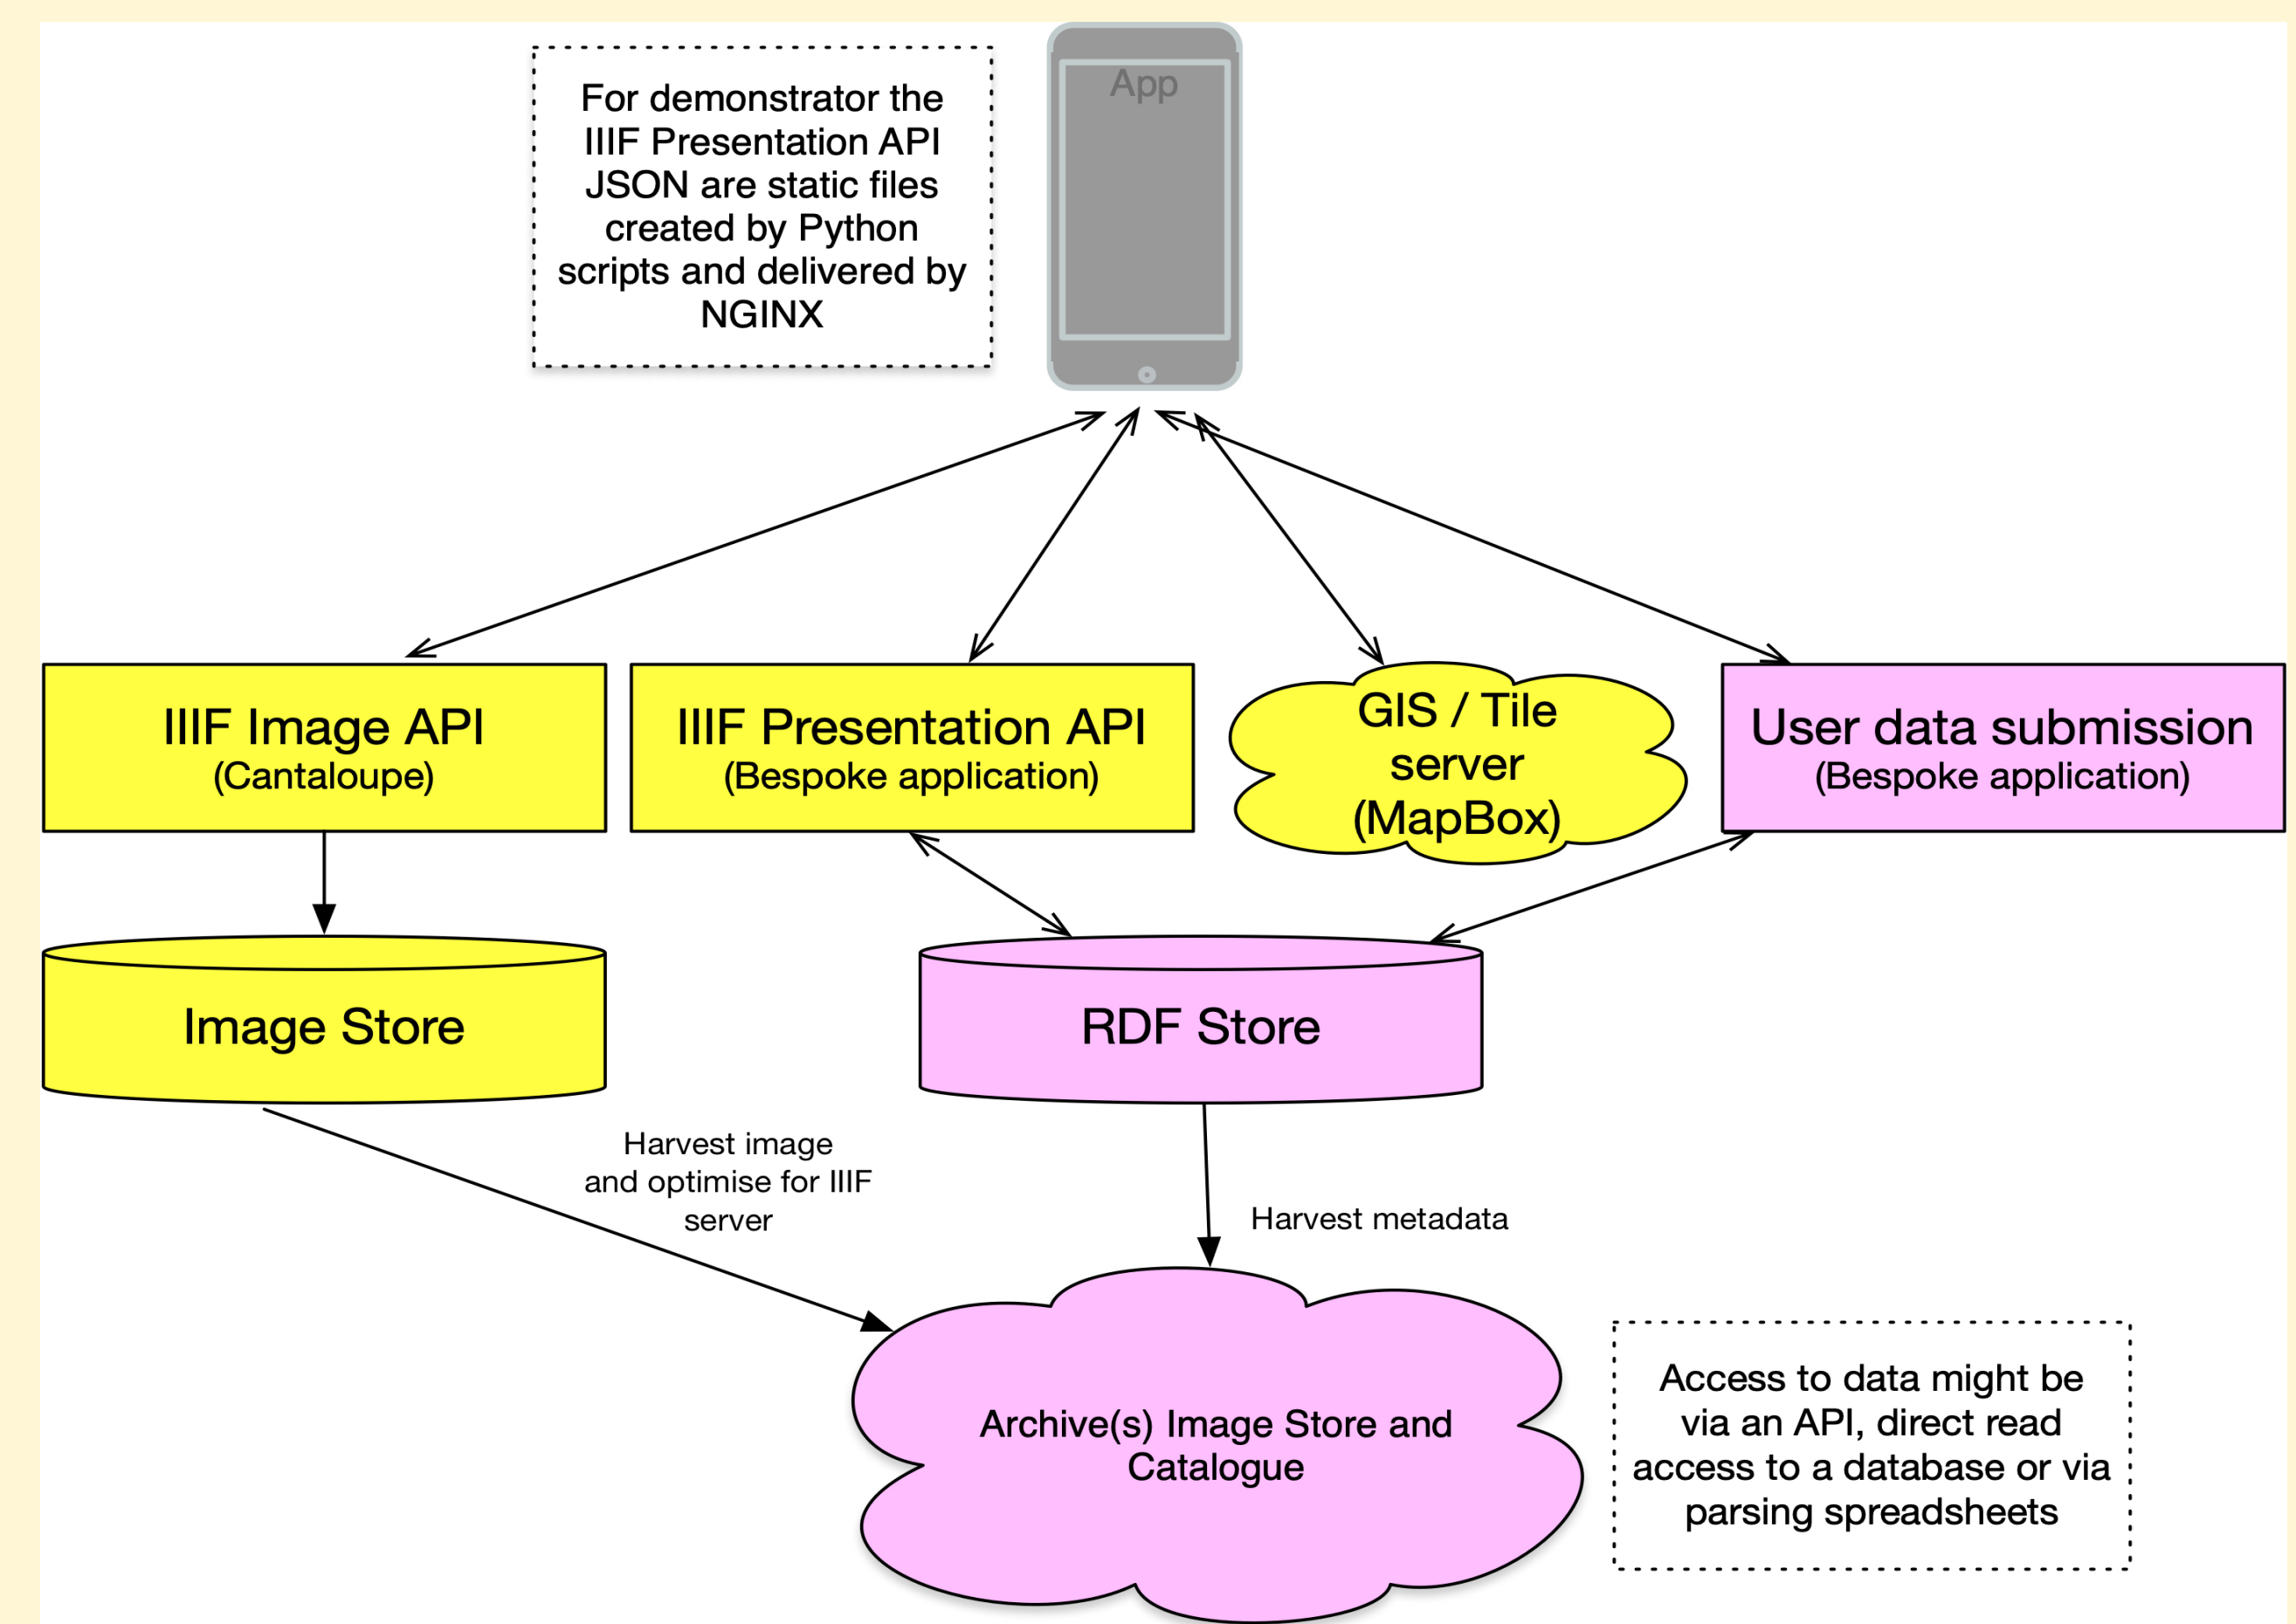 For demonstrator the
IIIF Presentation API
JSON are static files
created by Python
scripts and delivered by
NGINX
App
IIIF Image API
(Cantaloupe)
IIIF Presentation API
(Bespoke application)
GIS / Tile
server
(MapBox)
User data submission
(Bespoke application)
Image Store
RDF Store
Harvest image
and optimise for IIIF
server
Harvest metadata
Archive(s) Image Store and
Catalogue
Access to data might be
via an API, direct read
access to a database or via
parsing spreadsheets